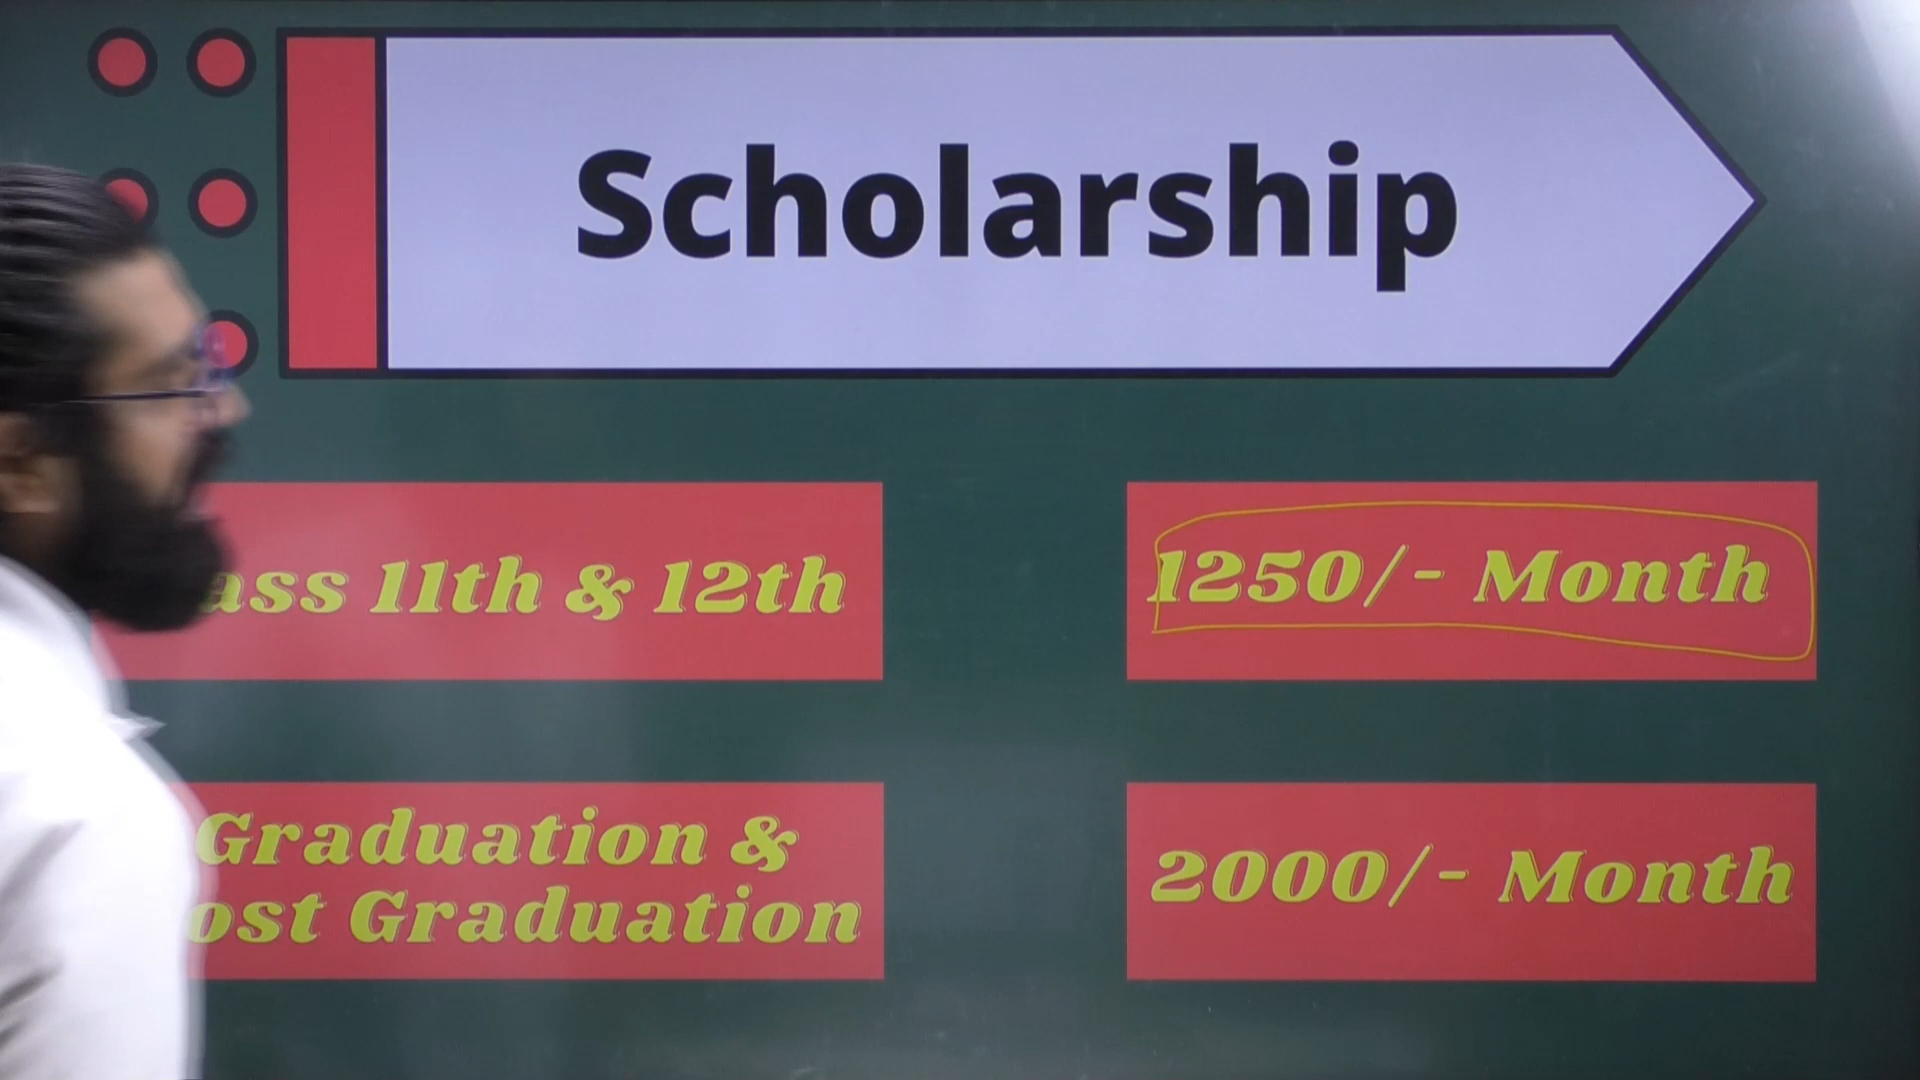 Scholarship
11th & 12th
1250/- Month
Graduation &
Graduation
2000/- Month